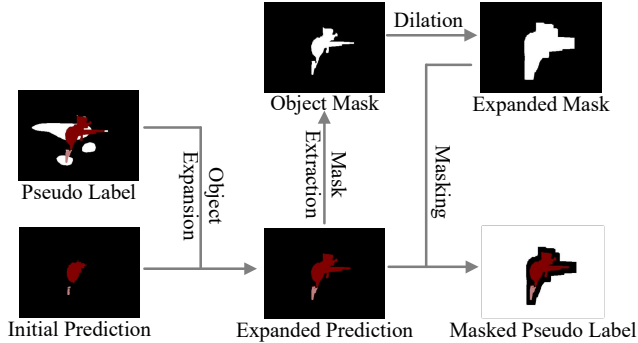 Dilation
Object Mask
Expanded Mask
Pseudo Label
Object
Expansion
Mask
Extraction
Masking
Initial Prediction
Expanded Prediction
Masked Pseudo Label